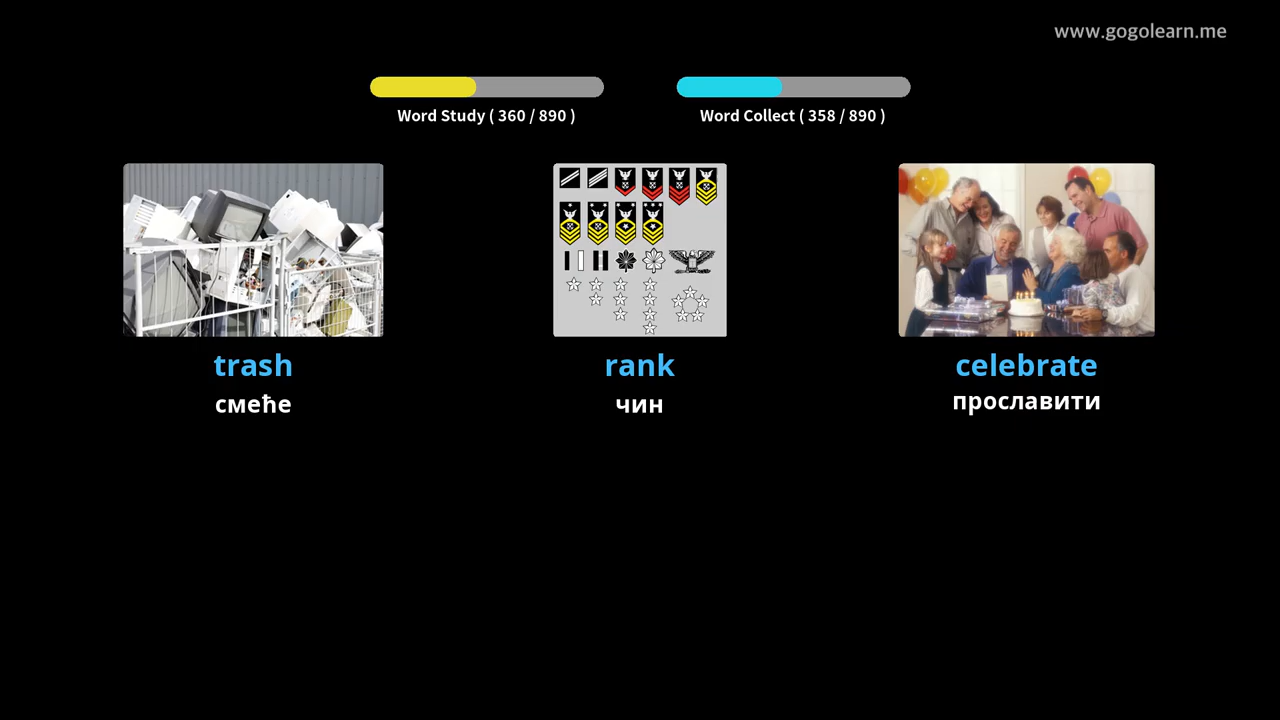 www.gogolearn.me
Word Study ( 360 / 890 )
Word Collect ( 358 / 890 )
trash
rank
celebrate
смеће
чин
прославити